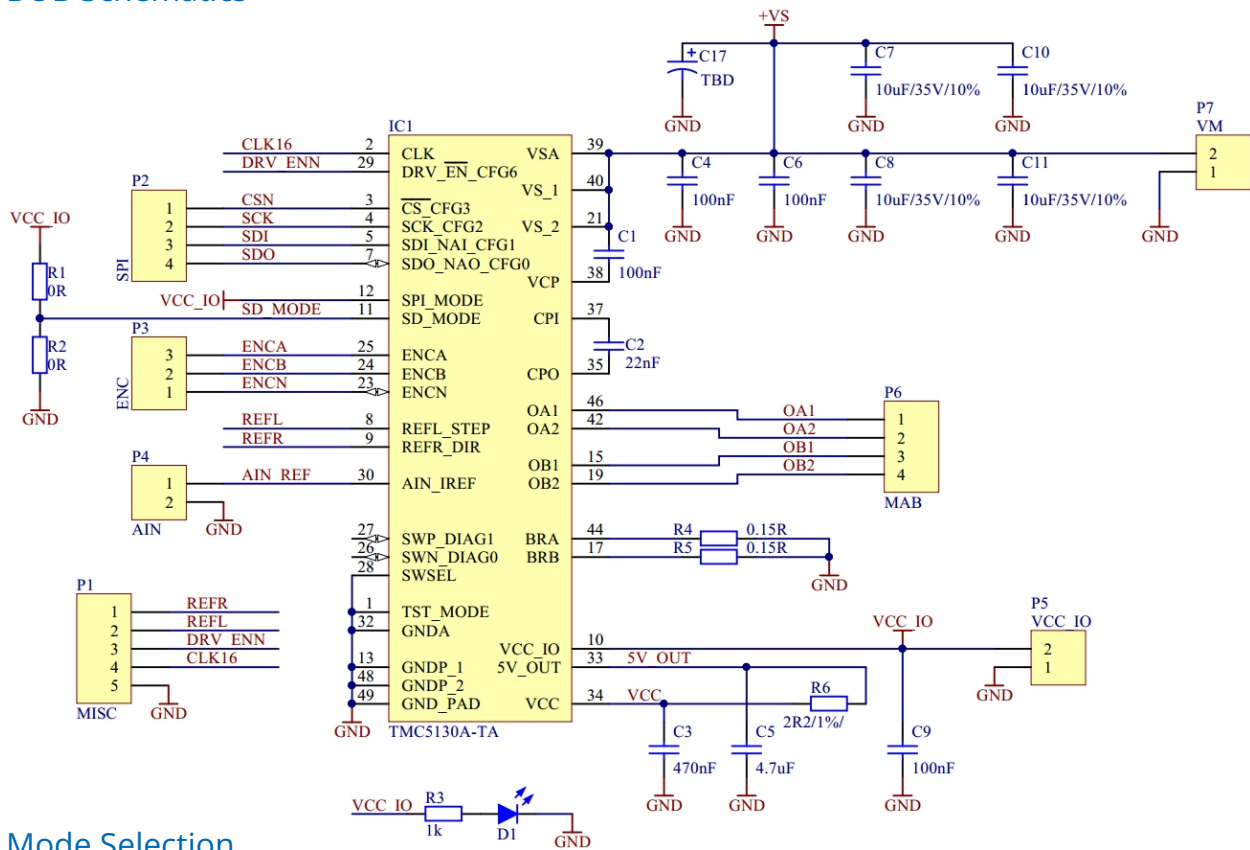 BOB Schematics
+VS
C17
TBD
GND
C7
10uF/35V/10%
GND
C10
10uF/35V/10%
GND
P7
VM
2
1
GND
C4
100nF
GND
C6
100nF
GND
C8
10uF/35V/10%
GND
C11
10uF/35V/10%
GND
IC1
CLK16 2 CLK
DRV_ENN 29 DRV_EN_CFG6
P2
1 CSN 3 CS_CFG3
2 SCK 4 SCK_CFG2
3 SDI 5 SDI_NAI_CFG1
4 SDO 7 SDO_NAO_CFG0
SPI
VCC_IO
R1
0R
R2
0R
GND
VCC_IO 12 SPI_MODE
SD_MODE 11 SD_MODE
P3
3 ENCA 25 ENCA
2 ENCB 24 ENCB
1 ENCN 23 ENCN
ENC
REFL 8 REFL_STEP
REFR 9 REFR_DIR
P4
1 AIN_REF 30 AIN_IREF
2
AIN
GND
27 SWP_DIAG1
26 SWN_DIAG0
28 SWSEL
1 TST_MODE
32 GNDA
13 GNDP_1
48 GNDP_2
49 GND_PAD
GND
TMC5130A-TA
P1
1 REFR
2 REFL
3 DRV_ENN
4 CLK16
5
MISC
GND
VSA 39
VS_1 40
VS_2 21
C1
100nF
VCP 38
CPI 37
C2
22nF
CPO 35
OA1 46 OA1
OA2 42 OA2
OB1 15 OB1
OB2 19 OB2
P6
1
2
3
4
MAB
BRA 44 R4 0.15R
BRB 17 R5 0.15R
GND
VCC_IO 10 VCC_IO
5V_OUT 33 5V_OUT
VCC 34 VCC
R6
2R2/1%/
P5
VCC_IO
2
1
GND
C3
470nF
GND
C5
4.7uF
GND
C9
100nF
GND
VCC_IO R3
1k
D1
GND
Mode Selection